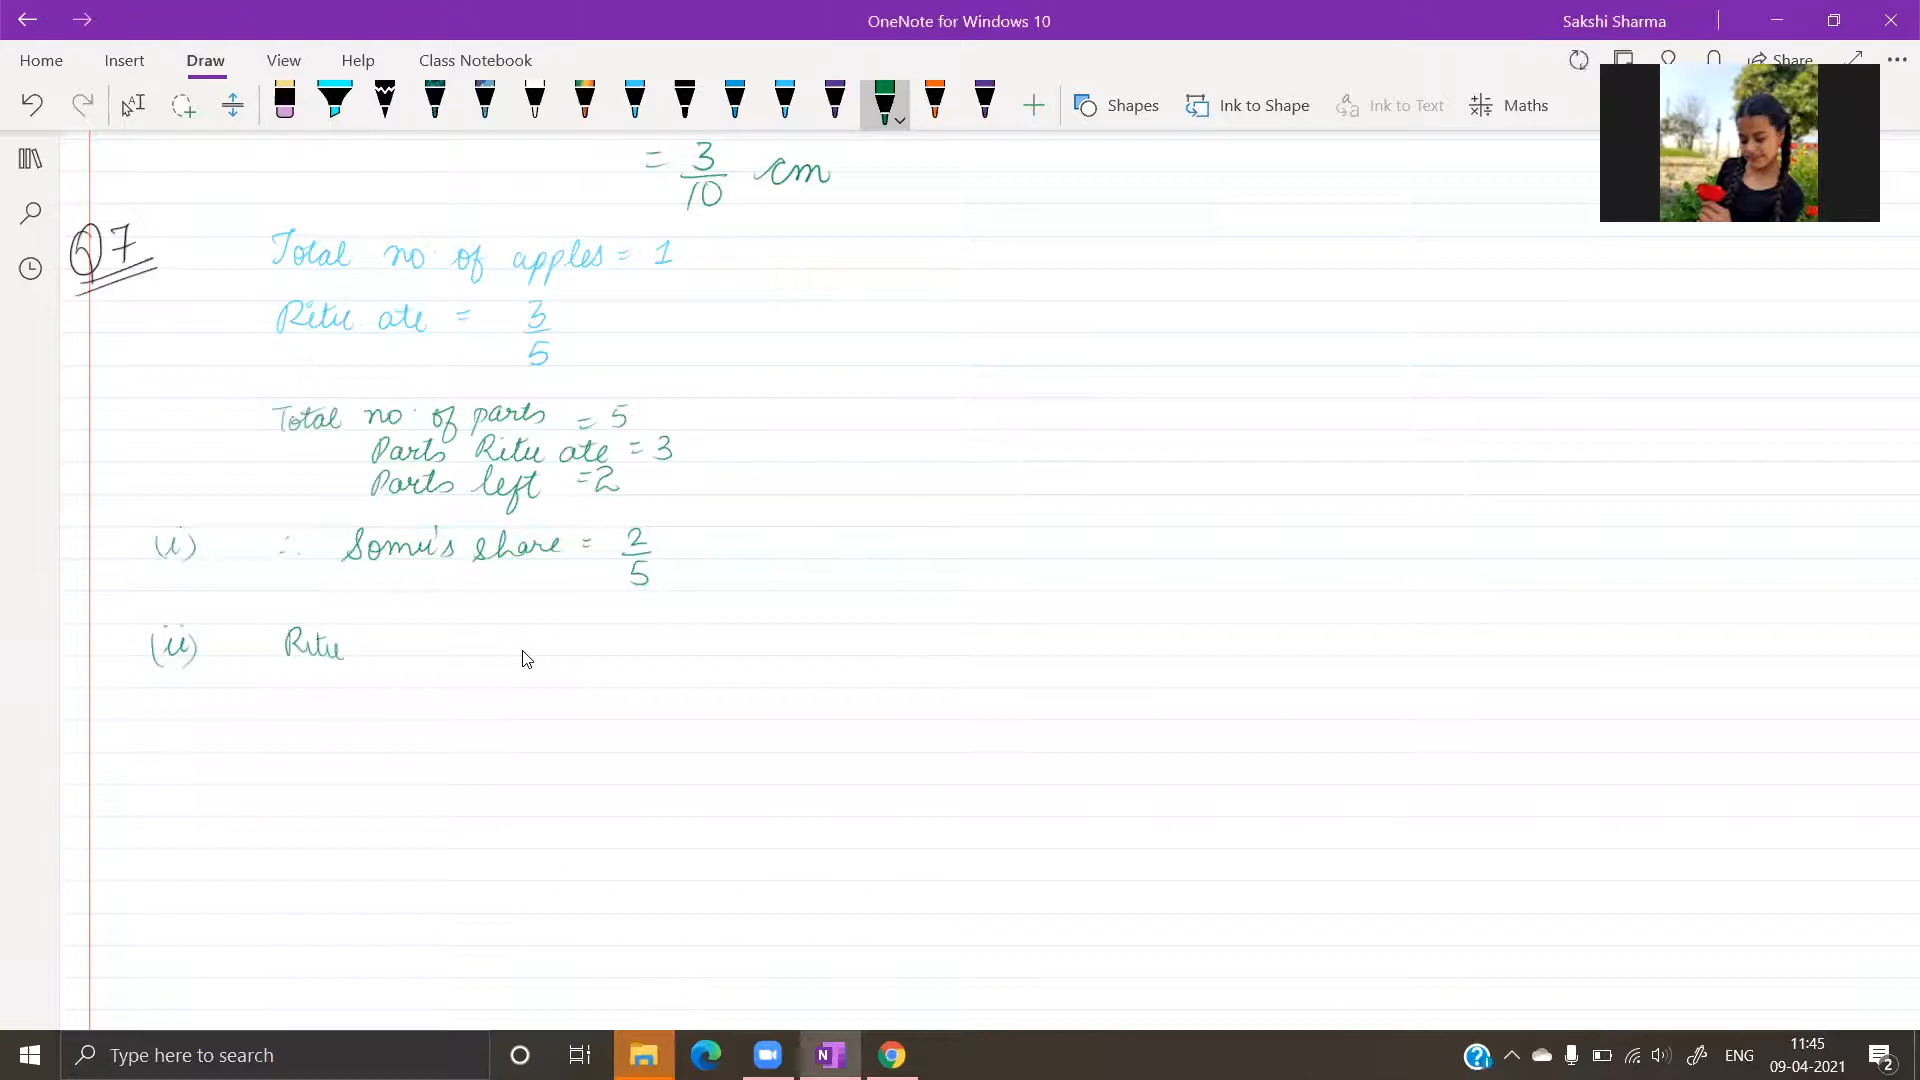 OneNote for Windows 10
Sakshi Sharma
Home Insert Draw View Help Class Notebook
Share
Shapes Ink to Shape Ink to Text Maths
= 3/10 cm
Q7
Total no. of apples = 1
Ritu ate = 3/5
Total no. of parts = 5
Parts Ritu ate = 3
Parts left = 2
(i) ∴ Somu's share = 2/5
(ii) Ritu
Type here to search
ENG
11:45
09-04-2021
2